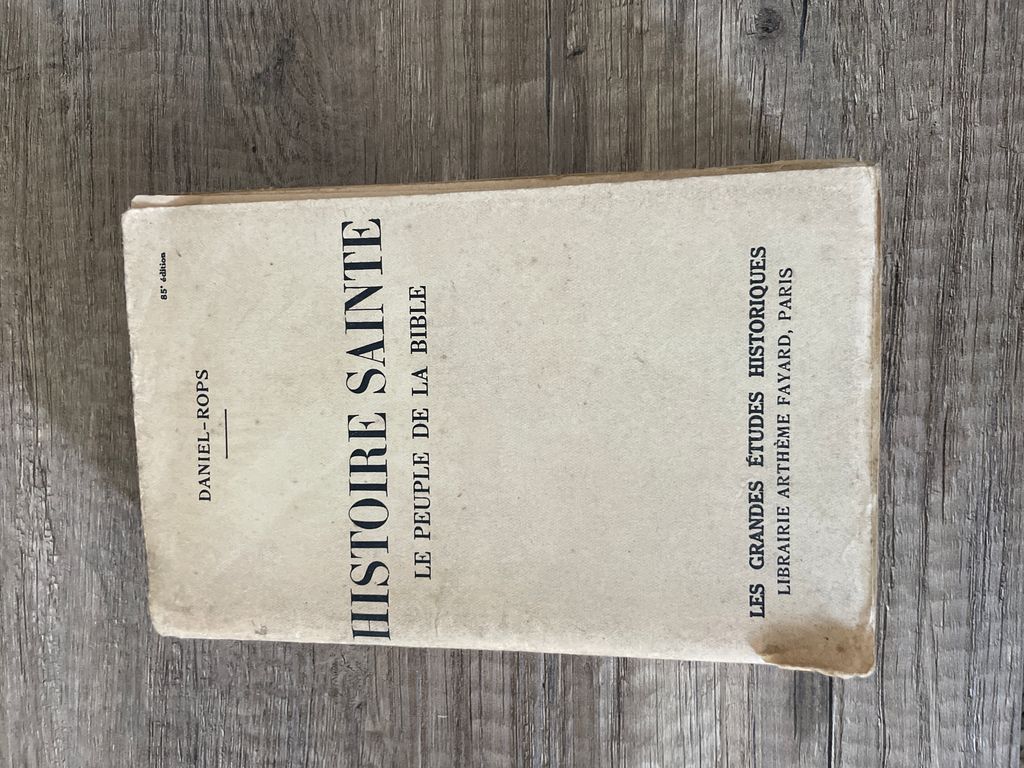 85e édition
DANIEL-ROPS
HISTOIRE SAINTE
LE PEUPLE DE LA BIBLE
LES GRANDES ÉTUDES HISTORIQUES
LIBRAIRIE ARTHÈME FAYARD, PARIS